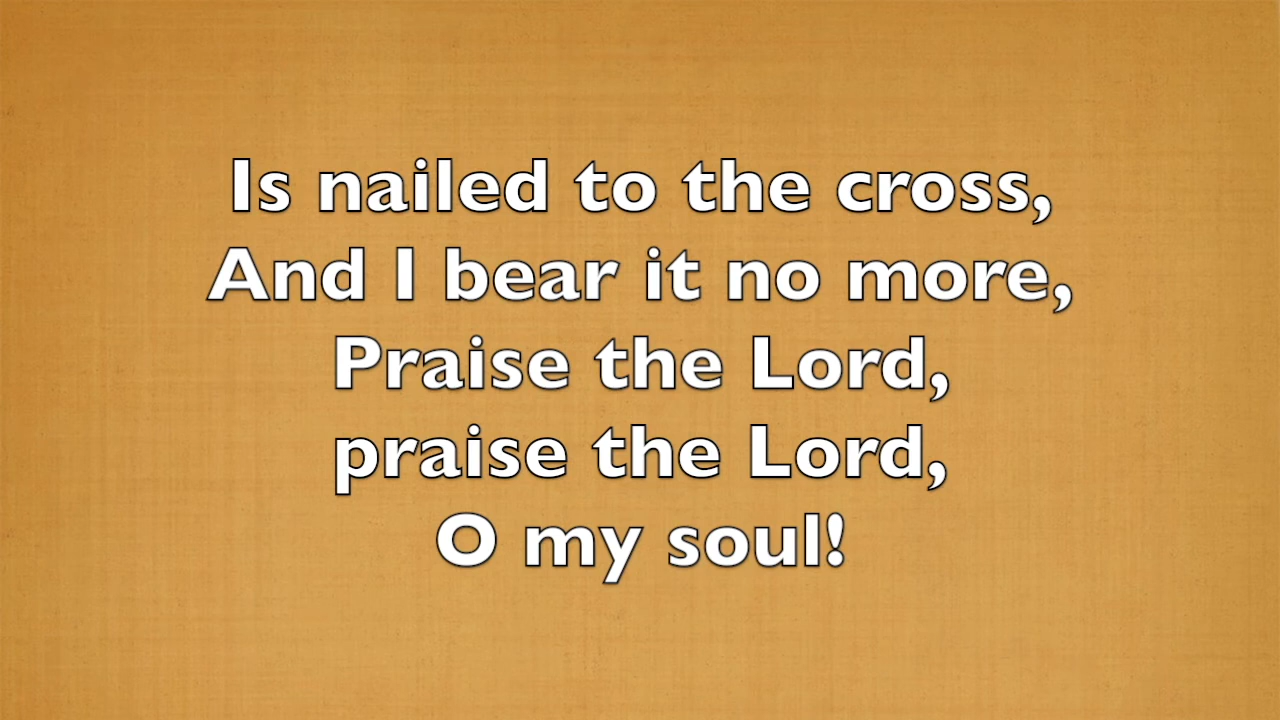 Is nailed to the cross,
And I bear it no more,
Praise the Lord,
praise the Lord,
O my soul!